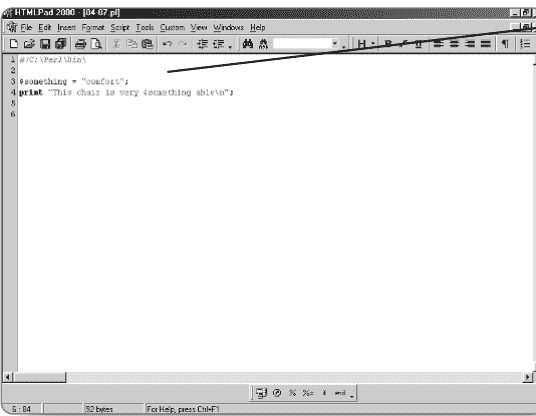 HTMLPad 2000 - [04-07.pl]
File Edit Insert Format Script Tools Custom View Windows Help
1 #!C:\Perl\bin\
2
3 $something = "comfort";
4 print "This chair is very $something able\n";
5
6
6 : 84 92 bytes For Help, press Ctrl+F1